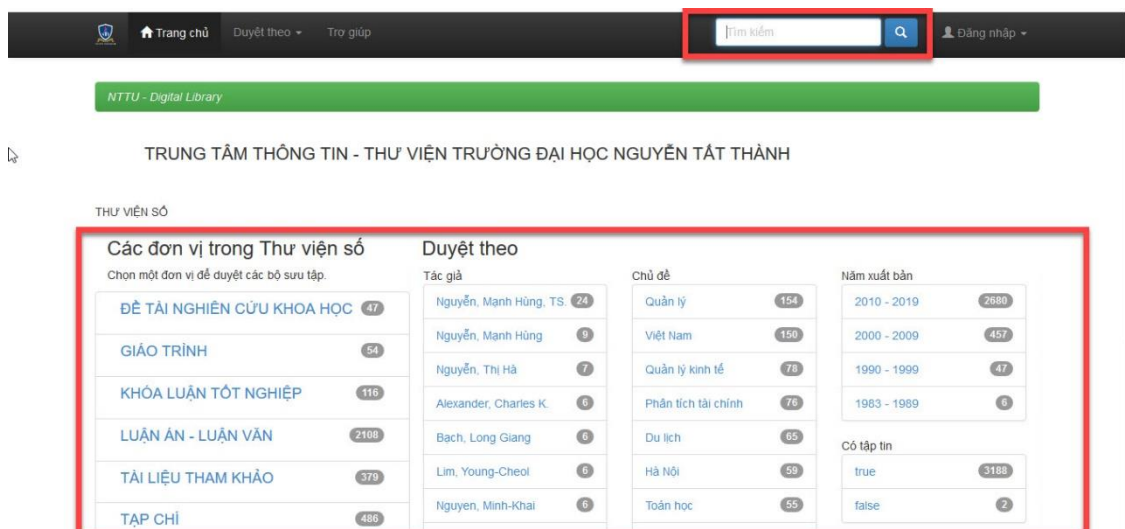 Trang chủ Duyệt theo Trợ giúp Tìm kiếm Đăng nhập
NTTU - Digital Library
TRUNG TÂM THÔNG TIN - THƯ VIỆN TRƯỜNG ĐẠI HỌC NGUYỄN TẤT THÀNH
THƯ VIỆN SỐ
Các đơn vị trong Thư viện số
Chọn một đơn vị để duyệt các bộ sưu tập.
ĐỀ TÀI NGHIÊN CỨU KHOA HỌC 47
GIÁO TRÌNH 54
KHÓA LUẬN TỐT NGHIỆP 116
LUẬN ÁN - LUẬN VĂN 2108
TÀI LIỆU THAM KHẢO 379
TẠP CHÍ 486
Duyệt theo
Tác giả
Nguyễn, Mạnh Hùng, TS. 24
Nguyễn, Mạnh Hùng 9
Nguyễn, Thị Hà 7
Alexander, Charles K. 6
Bạch, Long Giang 6
Lim, Young-Cheol 6
Nguyen, Minh-Khai 6
Chủ đề
Quản lý 154
Việt Nam 150
Quản lý kinh tế 78
Phân tích tài chính 76
Du lịch 65
Hà Nội 59
Toán học 55
Năm xuất bản
2010 - 2019 2680
2000 - 2009 457
1990 - 1999 47
1983 - 1989 6
Có tập tin
true 3188
false 2